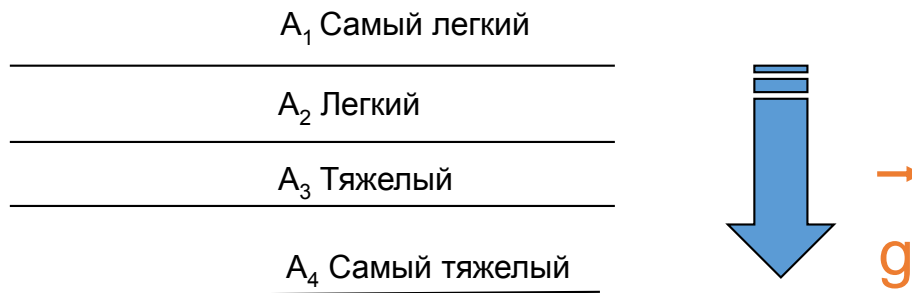 A₁ Самый легкий
A₂ Легкий
A₃ Тяжелый
A₄ Самый тяжелый
g